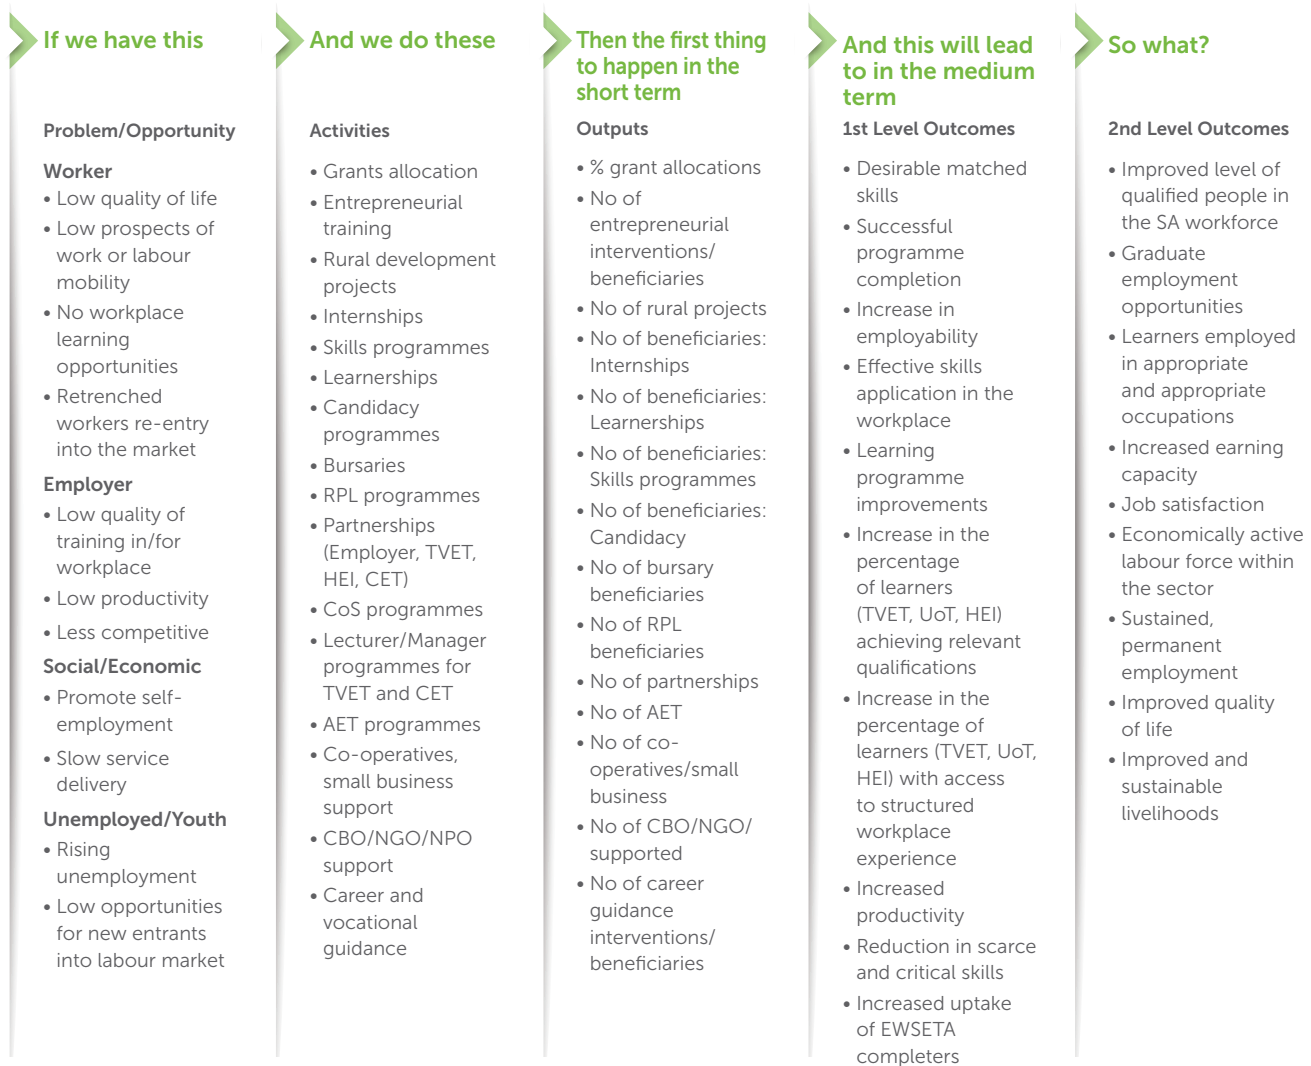 If we have this
Problem/Opportunity
Worker
• Low quality of life
• Low prospects of
work or labour
mobility
• No workplace
learning
opportunities
• Retrenched
workers re-entry
into the market
Employer
• Low quality of
training in/for
workplace
• Low productivity
• Less competitive
Social/Economic
• Promote self-
employment
• Slow service
delivery
Unemployed/Youth
• Rising
unemployment
• Low opportunities
for new entrants
into labour market
And we do these
Activities
• Grants allocation
• Entrepreneurial
training
• Rural development
projects
• Internships
• Skills programmes
• Learnerships
• Candidacy
programmes
• Bursaries
• RPL programmes
• Partnerships
(Employer, TVET,
HEI, CET)
• CoS programmes
• Lecturer/Manager
programmes for
TVET and CET
• AET programmes
• Co-operatives,
small business
support
• CBO/NGO/NPO
support
• Career and
vocational
guidance
Then the first thing
to happen in the
short term
Outputs
• % grant allocations
• No of
entrepreneurial
interventions/
beneficiaries
• No of rural projects
• No of beneficiaries:
Internships
• No of beneficiaries:
Learnerships
• No of beneficiaries:
Skills programmes
• No of beneficiaries:
Candidacy
• No of bursary
beneficiaries
• No of RPL
beneficiaries
• No of partnerships
• No of AET
• No of co-
operatives/small
business
• No of CBO/NGO/
supported
• No of career
guidance
interventions/
beneficiaries
And this will lead
to in the medium
term
1st Level Outcomes
• Desirable matched
skills
• Successful
programme
completion
• Increase in
employability
• Effective skills
application in the
workplace
• Learning
programme
improvements
• Increase in the
percentage
of learners
(TVET, UoT, HEI)
achieving relevant
qualifications
• Increase in the
percentage of
learners (TVET, UoT,
HEI) with access
to structured
workplace
experience
• Increased
productivity
• Reduction in scarce
and critical skills
• Increased uptake
of EWSETA
completers
So what?
2nd Level Outcomes
• Improved level of
qualified people in
the SA workforce
• Graduate
employment
opportunities
• Learners employed
in appropriate
and appropriate
occupations
• Increased earning
capacity
• Job satisfaction
• Economically active
labour force within
the sector
• Sustained,
permanent
employment
• Improved quality
of life
• Improved and
sustainable
livelihoods